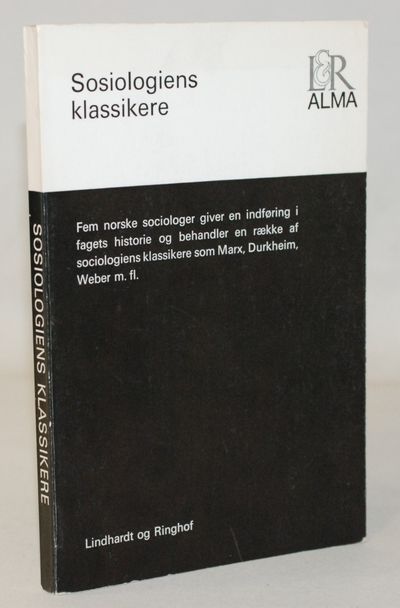 Sosiologiens
klassikere
L&R
ALMA
Fem norske sociologer giver en indføring i
fagets historie og behandler en række af
sociologiens klassikere som Marx, Durkheim,
Weber m. fl.
Lindhardt og Ringhof
SOSIOLOGIENS KLASSIKERE